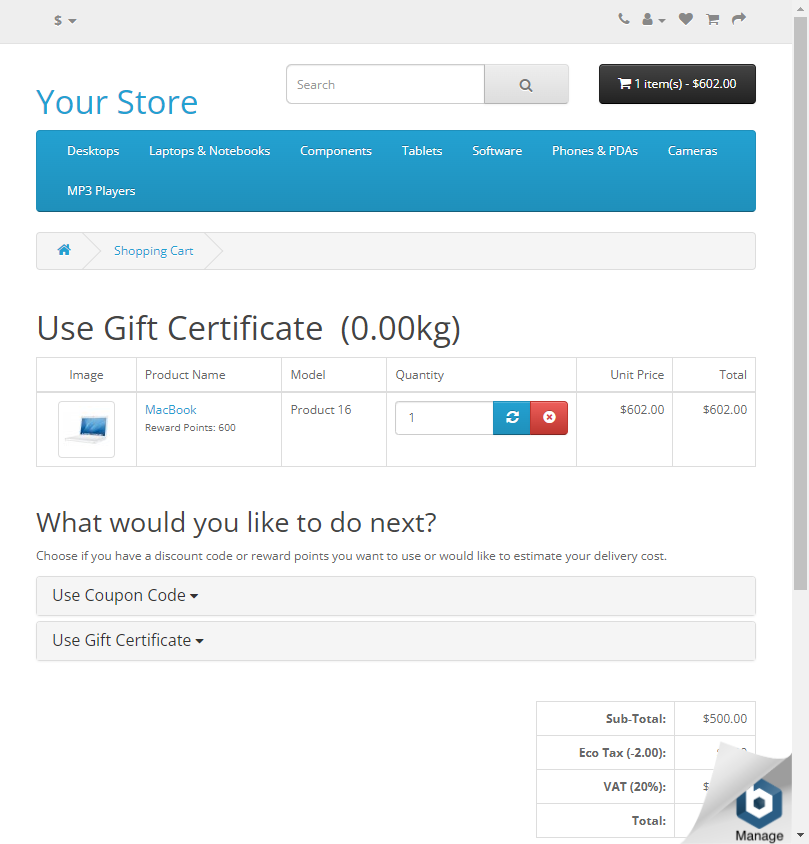 $
Your Store
Search
1 item(s) - $602.00
Desktops Laptops & Notebooks Components Tablets Software Phones & PDAs Cameras
MP3 Players
Shopping Cart
Use Gift Certificate (0.00kg)
Image Product Name Model Quantity Unit Price Total
MacBook Product 16 1 $602.00 $602.00
Reward Points: 600
What would you like to do next?
Choose if you have a discount code or reward points you want to use or would like to estimate your delivery cost.
Use Coupon Code
Use Gift Certificate
Sub-Total: $500.00
Eco Tax (-2.00):
VAT (20%): $
Total:
Manage